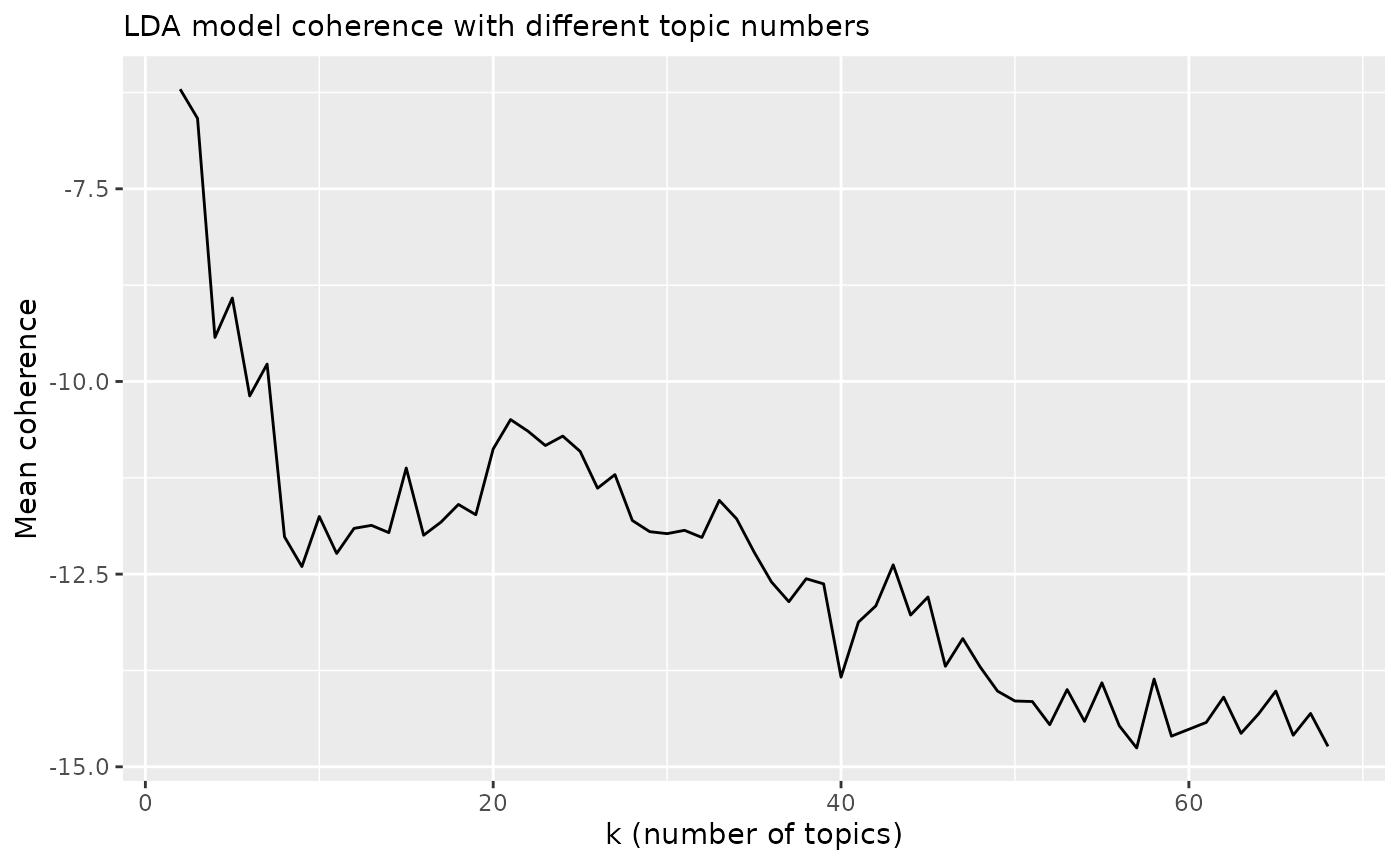 LDA model coherence with different topic numbers
Mean coherence
-7.5
-10.0
-12.5
-15.0
0 20 40 60
k (number of topics)